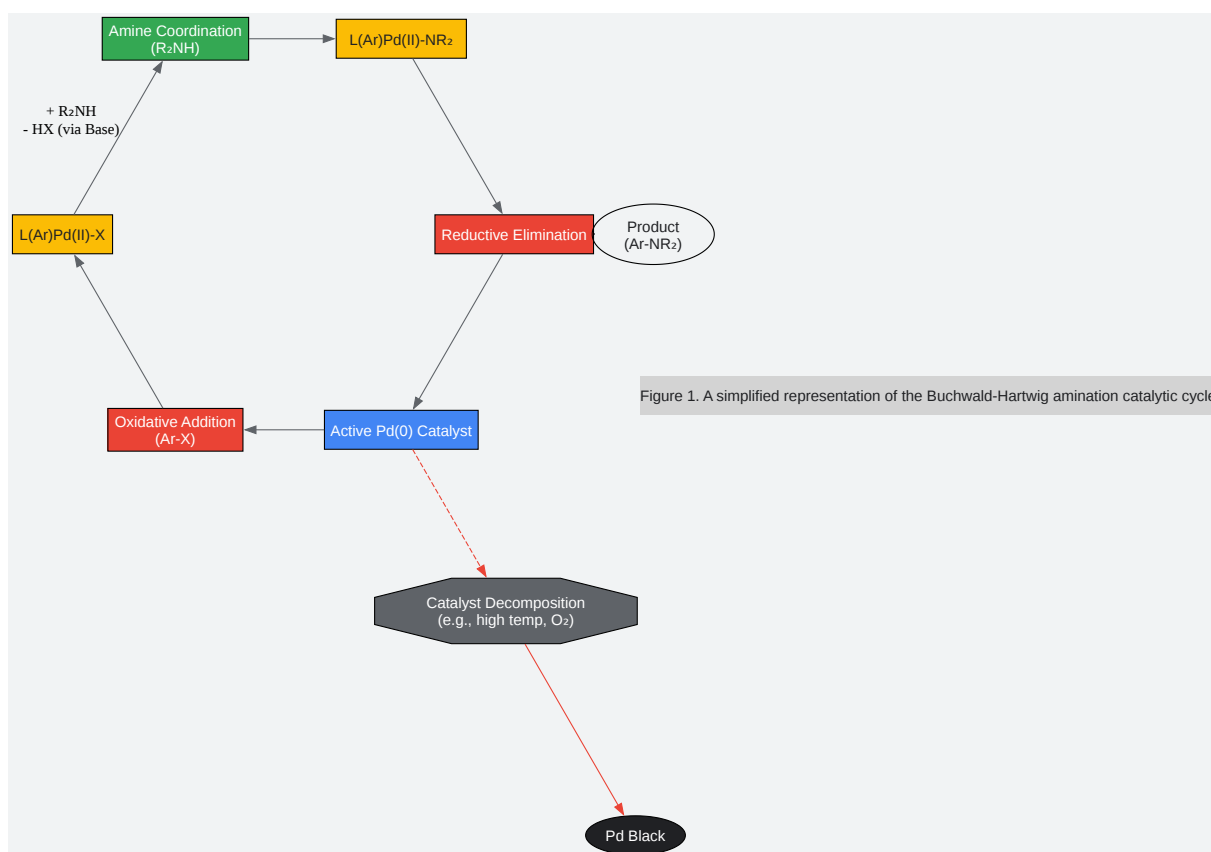 Amine Coordination
(R₂NH)
L(Ar)Pd(II)-NR₂
+ R₂NH
- HX (via Base)
L(Ar)Pd(II)-X
Reductive Elimination
Product
(Ar-NR₂)
Figure 1. A simplified representation of the Buchwald-Hartwig amination catalytic cycle
Oxidative Addition
(Ar-X)
Active Pd(0) Catalyst
Catalyst Decomposition
(e.g., high temp, O₂)
Pd Black